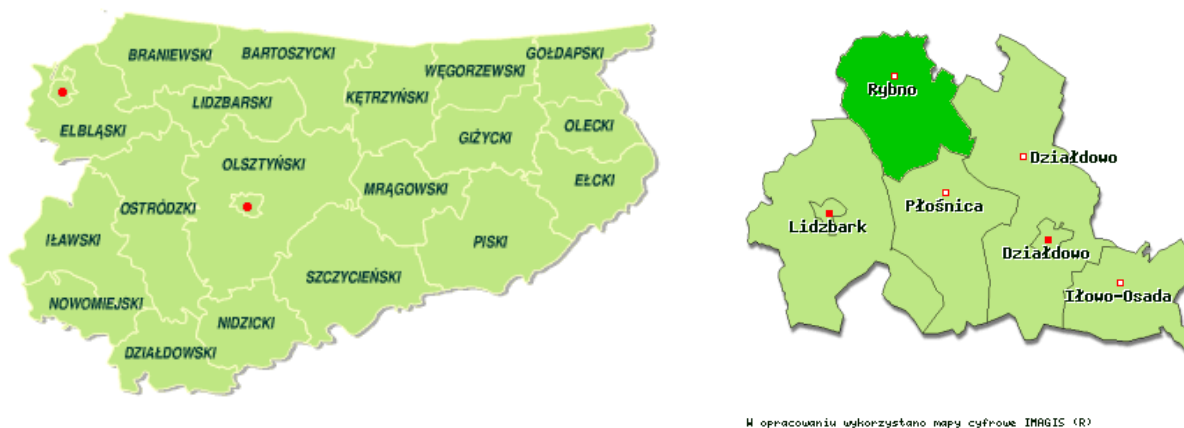 BRANIEWSKI
BARTOSZYCKI
GOŁDAPSKI
WĘGORZEWSKI
LIDZBARSKI
KĘTRZYŃSKI
ELBLĄSKI
GIŻYCKI
OLECKI
OLSZTYŃSKI
MRĄGOWSKI
EŁCKI
OSTRÓDZKI
IŁAWSKI
PISKI
SZCZYCIEŃSKI
NOWOMIEJSKI
NIDZICKI
DZIAŁDOWSKI
Rybno
Działdowo
Płośnica
Lidzbark
Działdowo
Iłowo-Osada
W opracowaniu wykorzystano mapy cyfrowe IMAGIS (R)